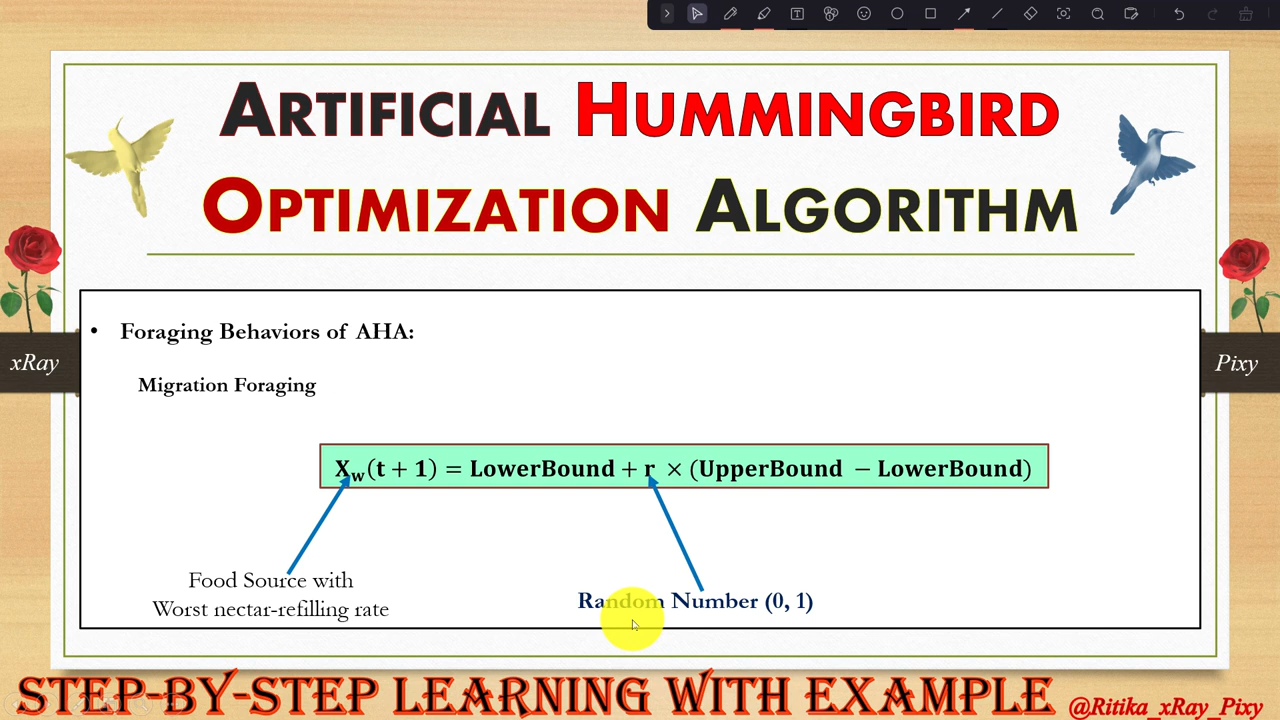 ARTIFICIAL HUMMINGBIRD
OPTIMIZATION ALGORITHM
xRay
Pixy
• Foraging Behaviors of AHA:
Migration Foraging
X_w(t + 1) = LowerBound + r × (UpperBound − LowerBound)
Food Source with
Worst nectar-refilling rate
Random Number (0, 1)
STEP-BY-STEP LEARNING WITH EXAMPLE @Ritika_xRay_Pixy